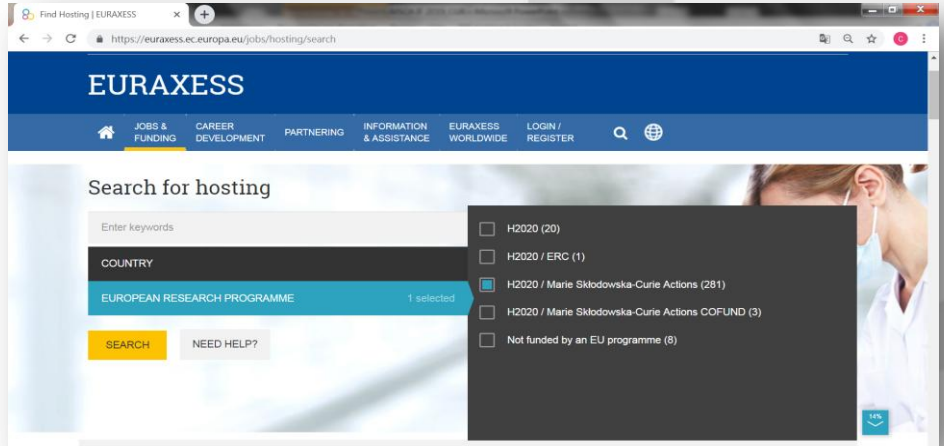 Find Hosting | EURAXESS
https://euraxess.ec.europa.eu/jobs/hosting/search
C
EURAXESS
JOBS & FUNDING
CAREER DEVELOPMENT
PARTNERING
INFORMATION & ASSISTANCE
EURAXESS WORLDWIDE
LOGIN / REGISTER
Search for hosting
Enter keywords
COUNTRY
EUROPEAN RESEARCH PROGRAMME 1 selected
SEARCH NEED HELP?
H2020 (20)
H2020 / ERC (1)
H2020 / Marie Skłodowska-Curie Actions (281)
H2020 / Marie Skłodowska-Curie Actions COFUND (3)
Not funded by an EU programme (8)
14%